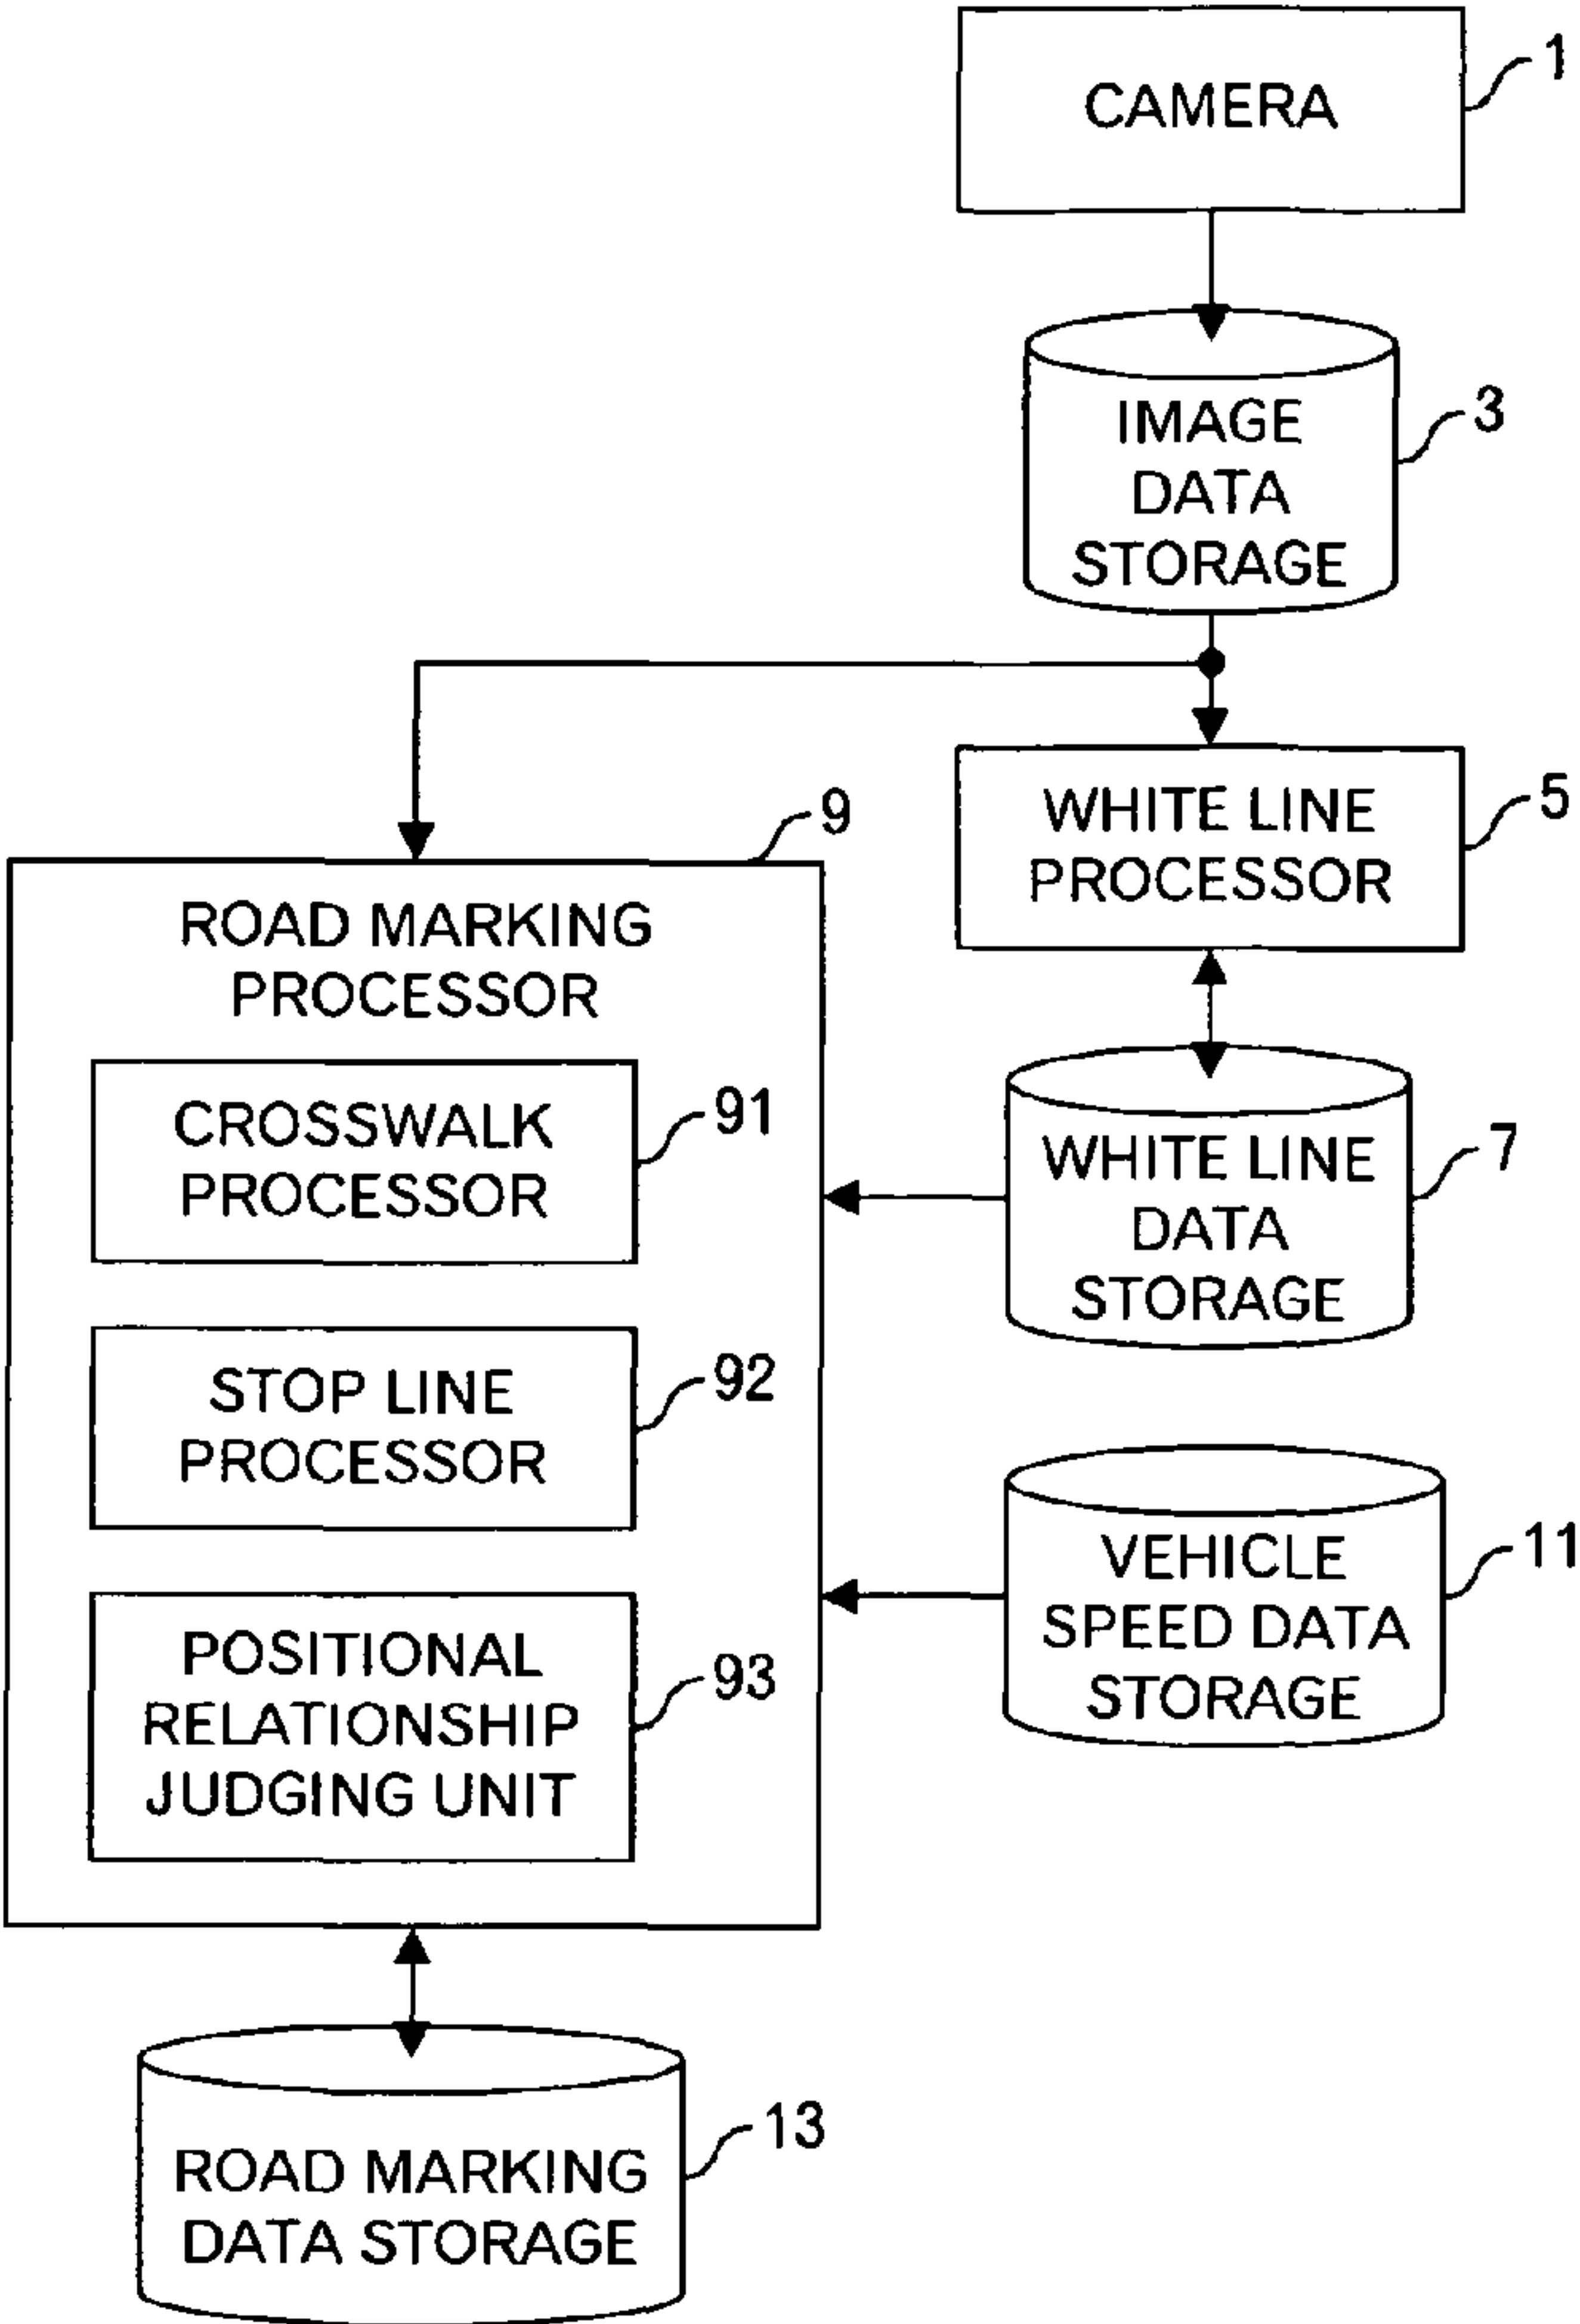 CAMERA
1
IMAGE
DATA
STORAGE
3
WHITE LINE
PROCESSOR
5
9
ROAD MARKING
PROCESSOR
CROSSWALK
PROCESSOR
91
WHITE LINE
DATA
STORAGE
7
STOP LINE
PROCESSOR
92
VEHICLE
SPEED DATA
STORAGE
11
POSITIONAL
RELATIONSHIP
JUDGING UNIT
93
ROAD MARKING
DATA STORAGE
13